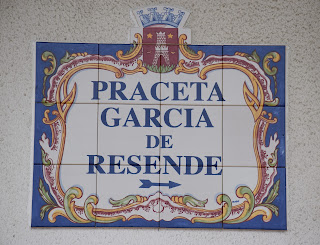 PRACETA
GARCIA
DE
RESENDE